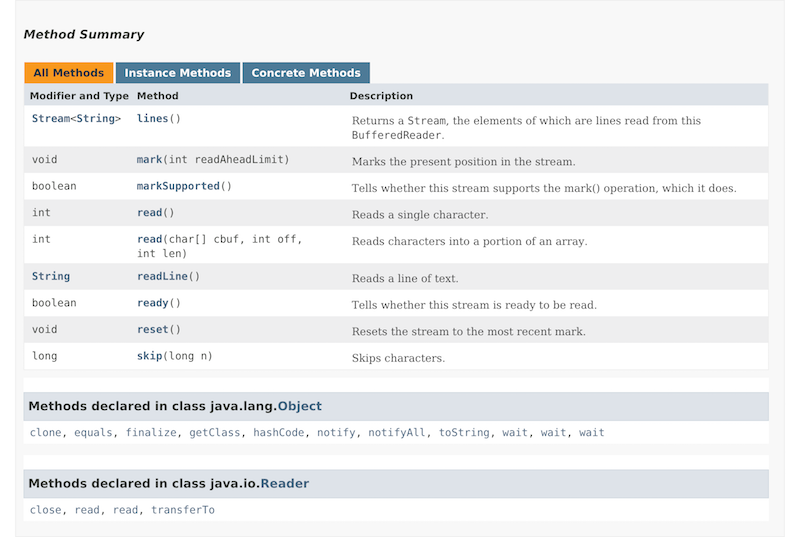 Method Summary
All Methods Instance Methods Concrete Methods
Modifier and Type Method Description
Stream<String> lines() Returns a Stream, the elements of which are lines read from this
BufferedReader.
void mark(int readAheadLimit) Marks the present position in the stream.
boolean markSupported() Tells whether this stream supports the mark() operation, which it does.
int read() Reads a single character.
int read(char[] cbuf, int off, Reads characters into a portion of an array.
int len)
String readLine() Reads a line of text.
boolean ready() Tells whether this stream is ready to be read.
void reset() Resets the stream to the most recent mark.
long skip(long n) Skips characters.
Methods declared in class java.lang.Object
clone, equals, finalize, getClass, hashCode, notify, notifyAll, toString, wait, wait, wait
Methods declared in class java.io.Reader
close, read, read, transferTo